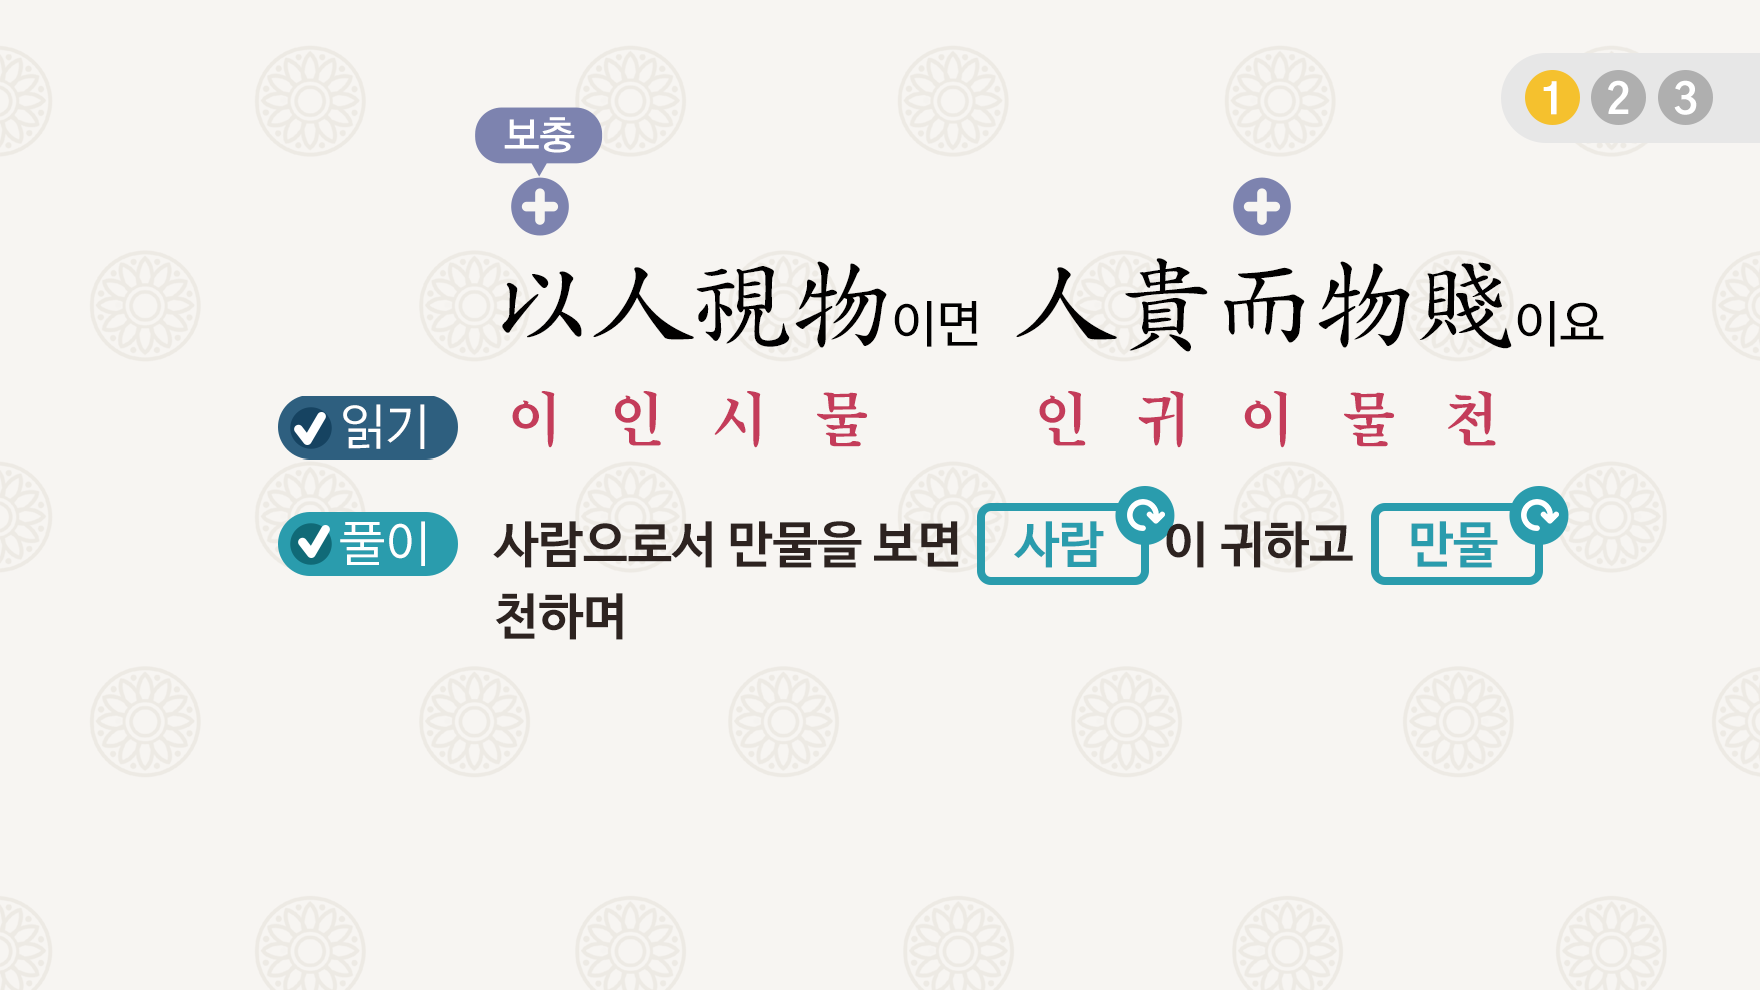 1 2 3
보충
以人視物이면 人貴而物賤이요
읽기 이 인 시 물 인 귀 이 물 천
풀이 사람으로서 만물을 보면 사람이 귀하고 만물
천하며